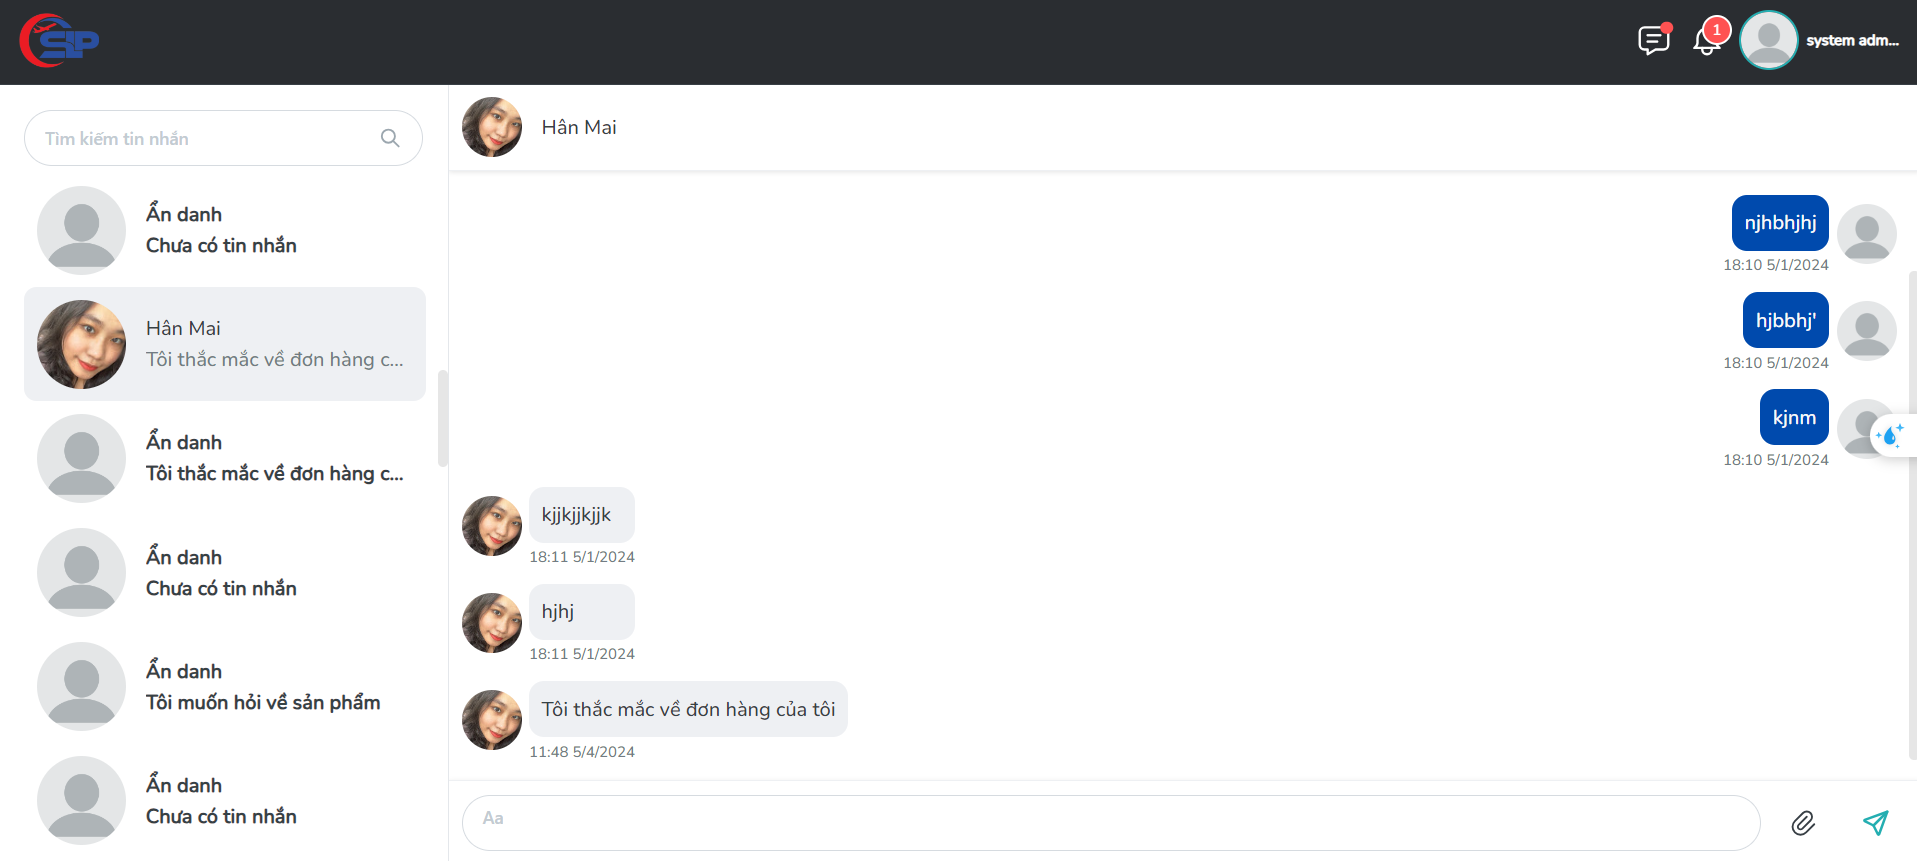 SLP
1
system adm...
Tìm kiếm tin nhắn
Ẩn danh
Chưa có tin nhắn
Hân Mai
Tôi thắc mắc về đơn hàng c...
Ẩn danh
Tôi thắc mắc về đơn hàng c...
Ẩn danh
Chưa có tin nhắn
Ẩn danh
Tôi muốn hỏi về sản phẩm
Ẩn danh
Chưa có tin nhắn
Hân Mai
njhbhjhj
18:10 5/1/2024
hjbbhj'
18:10 5/1/2024
kjnm
18:10 5/1/2024
kjjkjjkjjk
18:11 5/1/2024
hjhj
18:11 5/1/2024
Tôi thắc mắc về đơn hàng của tôi
11:48 5/4/2024
Aa